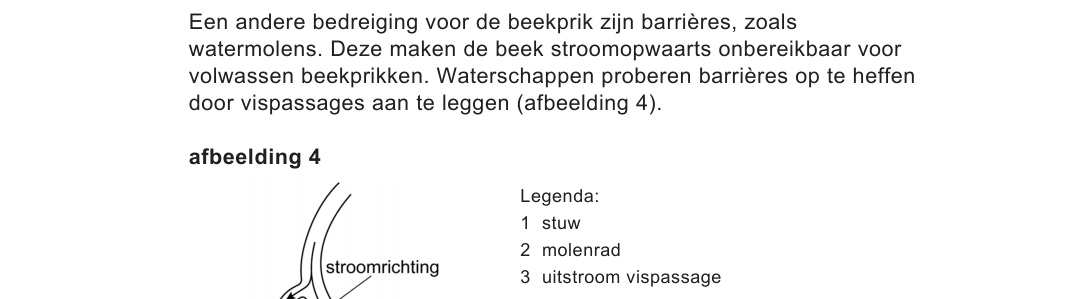 Een andere bedreiging voor de beekprik zijn barrières, zoals
watermolens. Deze maken de beek stroomopwaarts onbereikbaar voor
volwassen beekprikken. Waterschappen proberen barrières op te heffen
door vispassages aan te leggen (afbeelding 4).
afbeelding 4
Legenda:
1 stuw
2 molenrad
3 uitstroom vispassage
stroomrichting